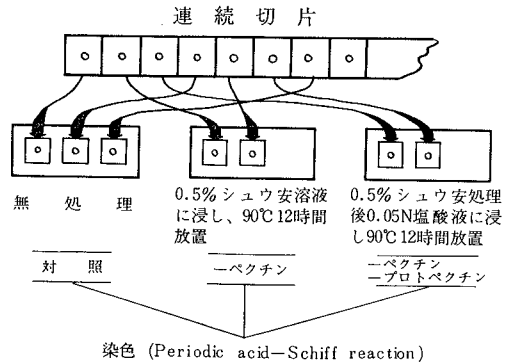 連続切片
無処理
0.5%シュウ安溶液
に浸し、90℃12時間
放置
0.5%シュウ安処理
後0.05N塩酸液に浸
し90℃12時間放置
対照
−ペクチン
−ペクチン
−プロトペクチン
染色 (Periodic acid−Schiff reaction)